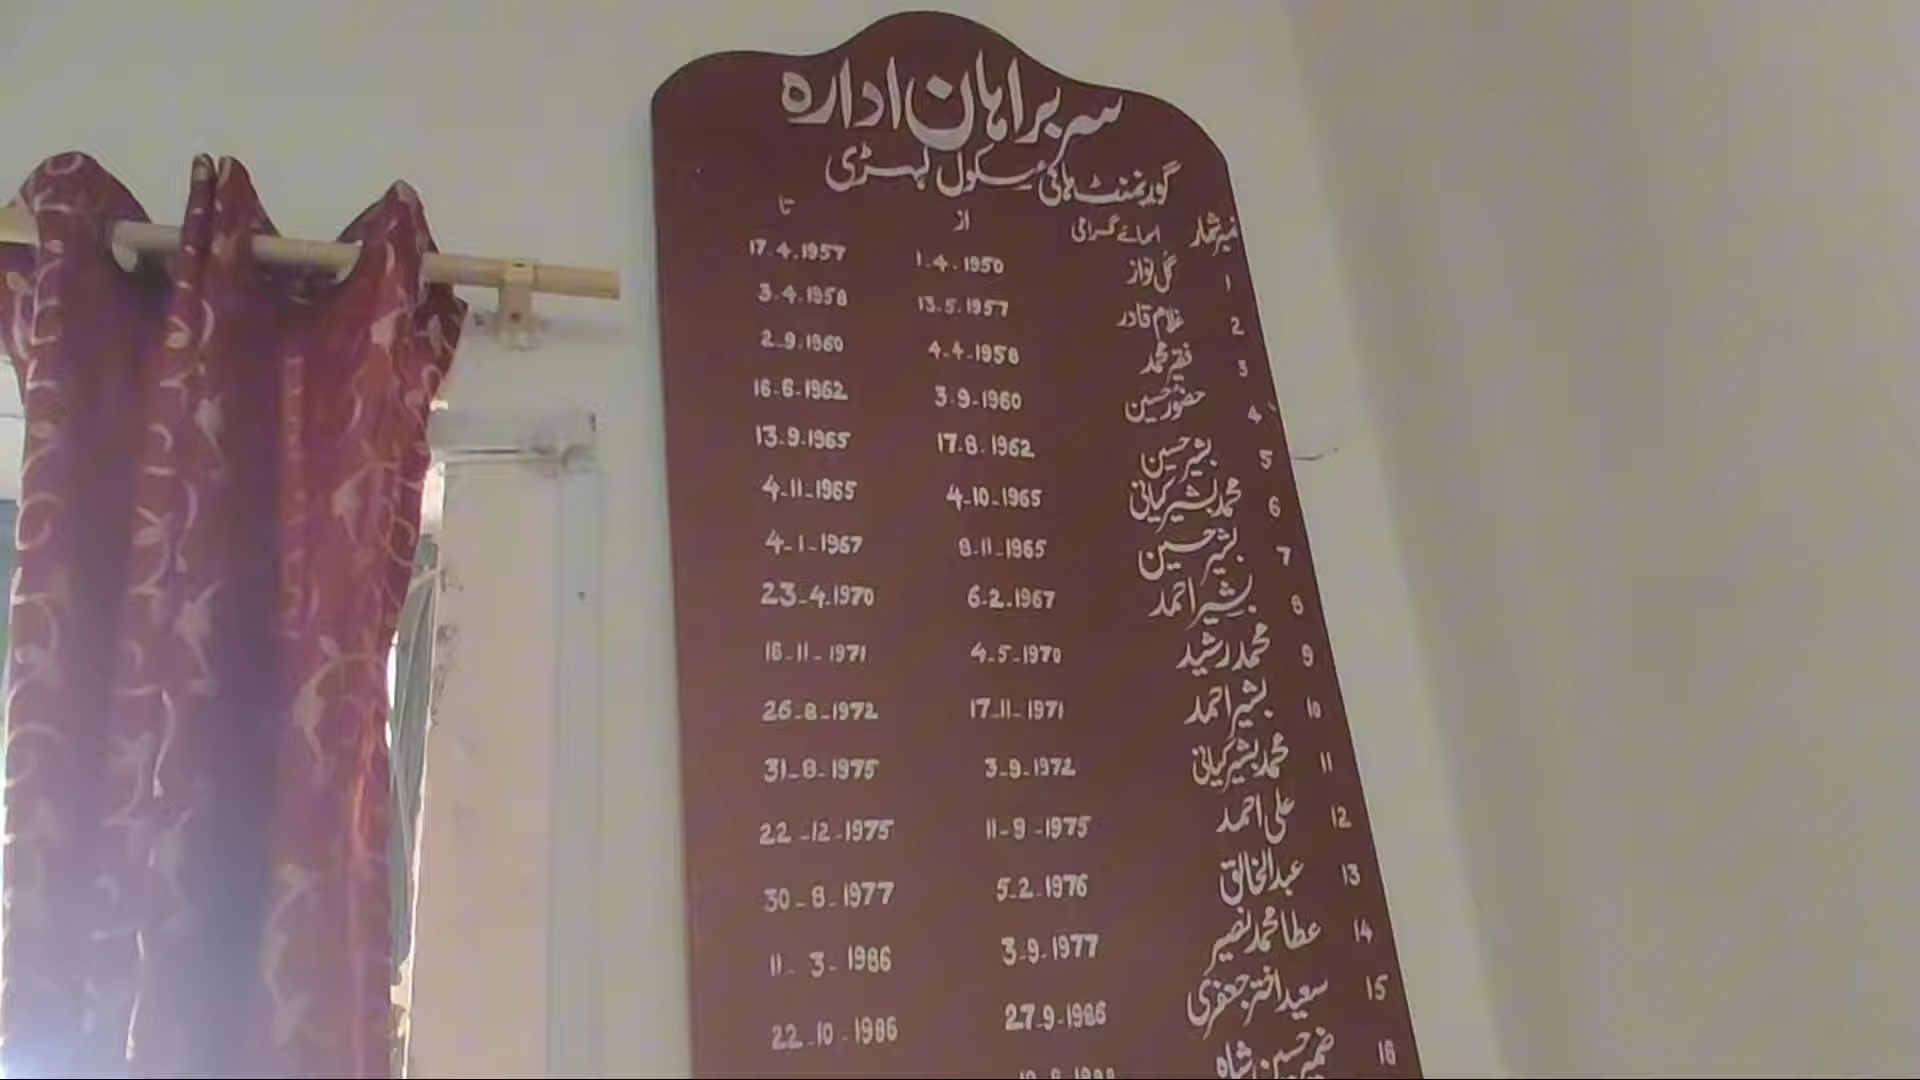 سربراہان ادارہ
گورنمنٹ ہائی سکول لہڑی
نمبر شمار اسمائے گرامی از تا
1 گل نواز 1.4.1950 17.4.1957
2 غلام قادر 13.5.1957 3.4.1958
3 فقیر محمد 4.4.1958 2.9.1960
4 حضور حسین 3.9.1960 16.8.1962
5 بشیر حسین 17.8.1962 13.9.1965
6 محمد بشیر کیانی 4-10-1965 4-11-1965
7 بشیر حسین 8-11-1965 4-1-1967
8 بشیر احمد 6-2-1967 23-4-1970
9 محمد رشید 4-5-1970 16-11-1971
10 بشیر احمد 17-11-1971 26-8-1972
11 محمد بشیر کیانی 3-9-1972 31-8-1975
12 علی احمد 11-9-1975 22-12-1975
13 عبدالخالق 5-2-1976 30-8-1977
14 عطا محمد نصیر 3-9-1977 11-3-1986
15 سعید اختر جعفری 27-9-1986 22-10-1986
16 ضمیر حسین شاہ